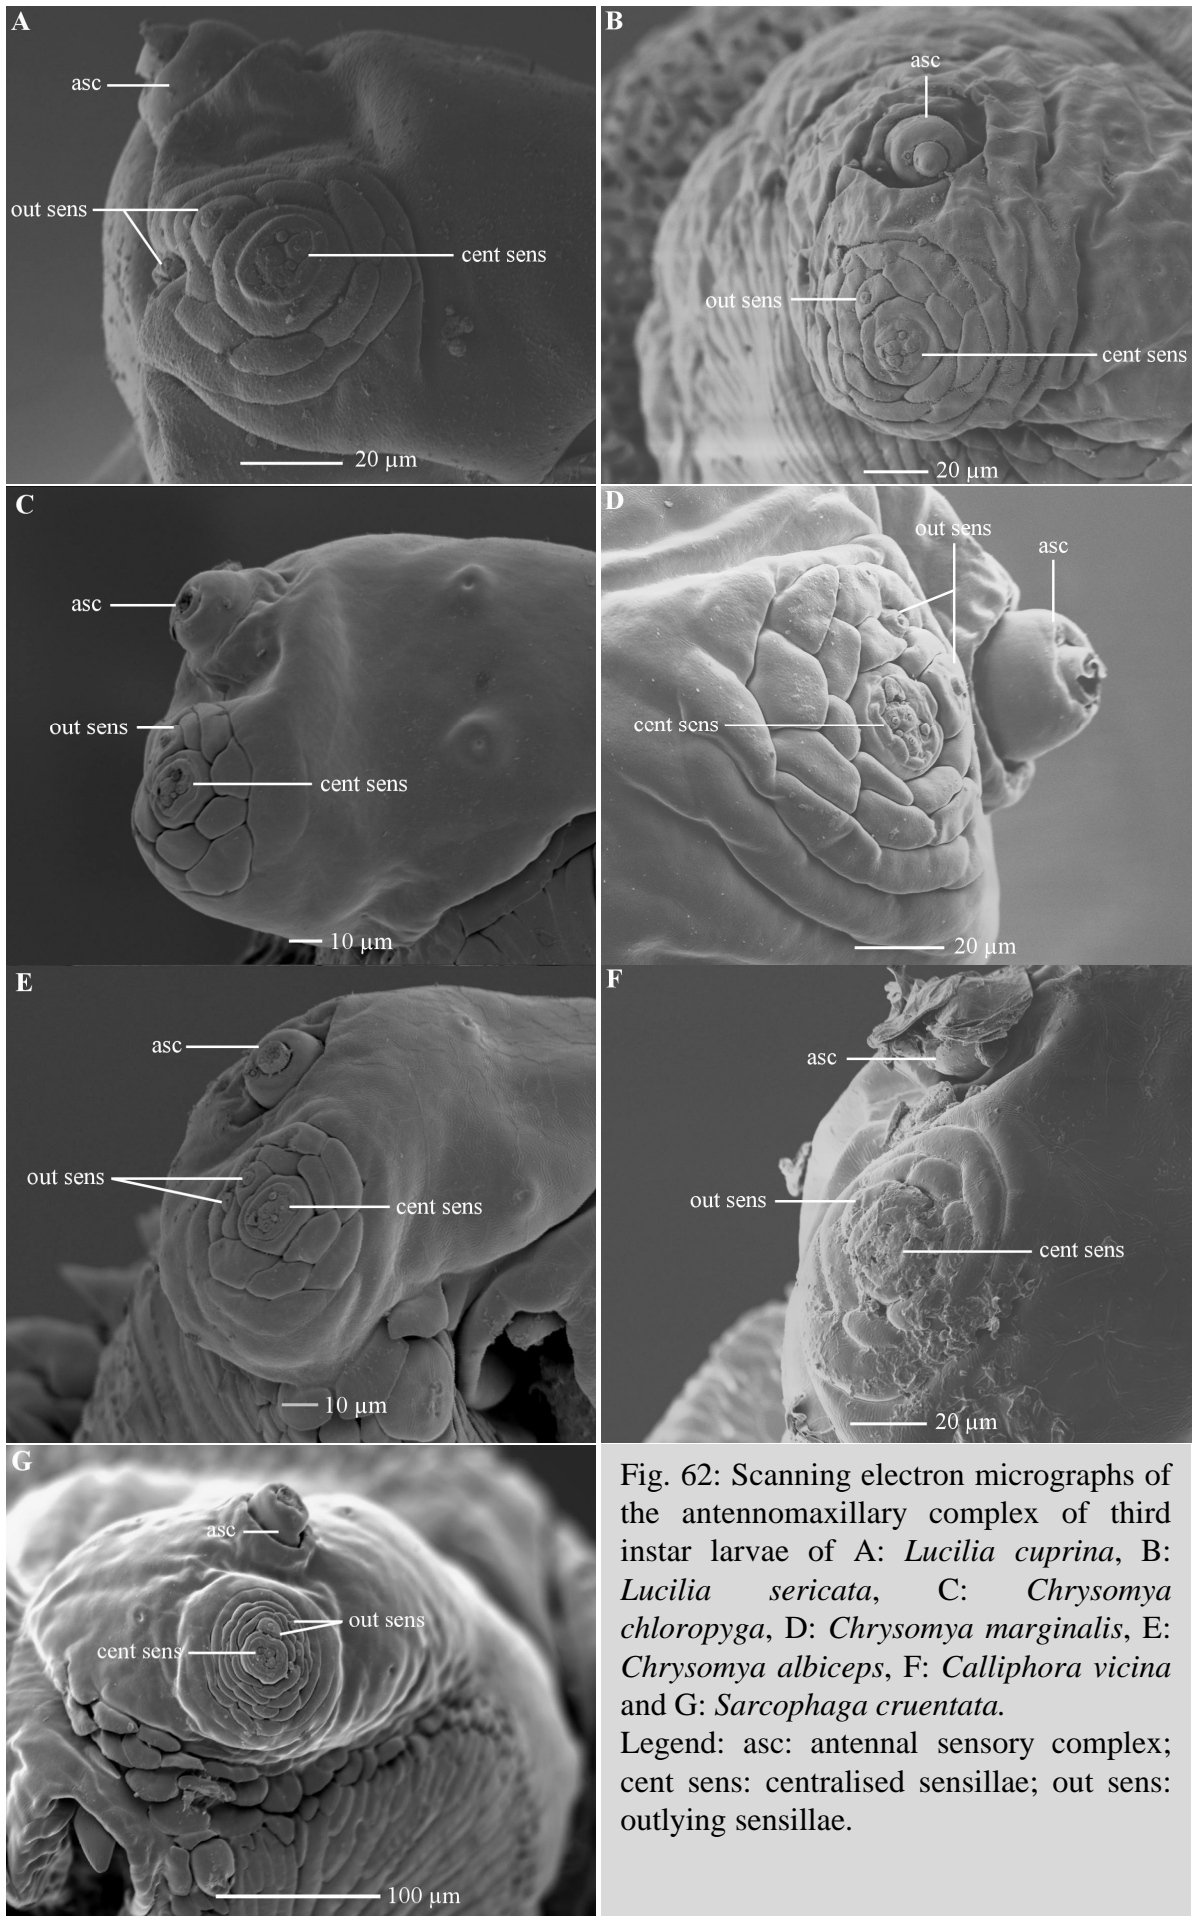 A
asc
out sens
cent sens
20 µm
B
asc
out sens
cent sens
20 µm
C
asc
out sens
cent sens
10 µm
D
out sens
asc
cent sens
20 µm
E
asc
out sens
cent sens
10 µm
F
asc
out sens
cent sens
20 µm
G
asc
out sens
cent sens
100 µm
Fig. 62: Scanning electron micrographs of
the antennomaxillary complex of third
instar larvae of A: Lucilia cuprina, B:
Lucilia sericata, C: Chrysomya
chloropyga, D: Chrysomya marginalis, E:
Chrysomya albiceps, F: Calliphora vicina
and G: Sarcophaga cruentata.
Legend: asc: antennal sensory complex;
cent sens: centralised sensillae; out sens:
outlying sensillae.